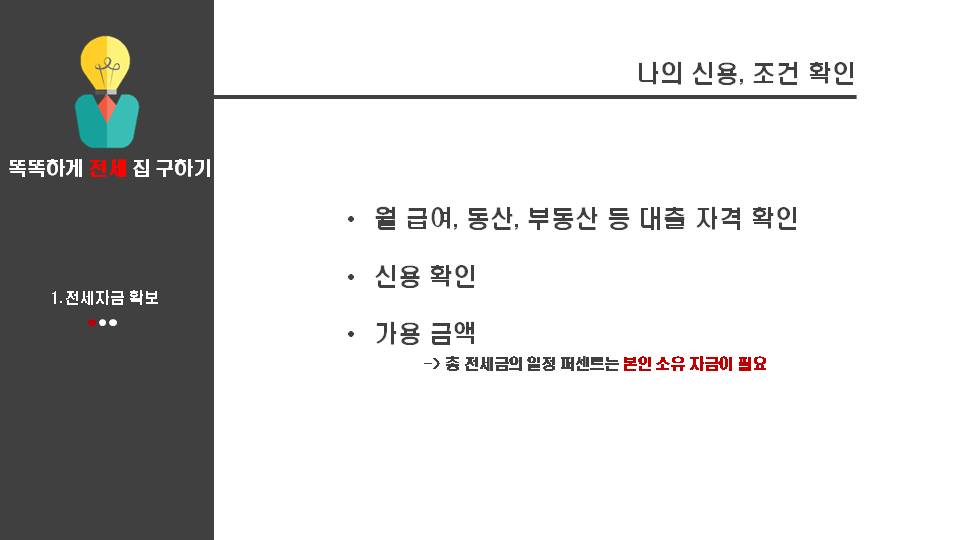 똑똑하게 전세 집 구하기
1.전세자금 확보
나의 신용, 조건 확인
• 월 급여, 동산, 부동산 등 대출 자격 확인
• 신용 확인
• 가용 금액
-> 총 전세금의 일정 퍼센트는 본인 소유 자금이 필요